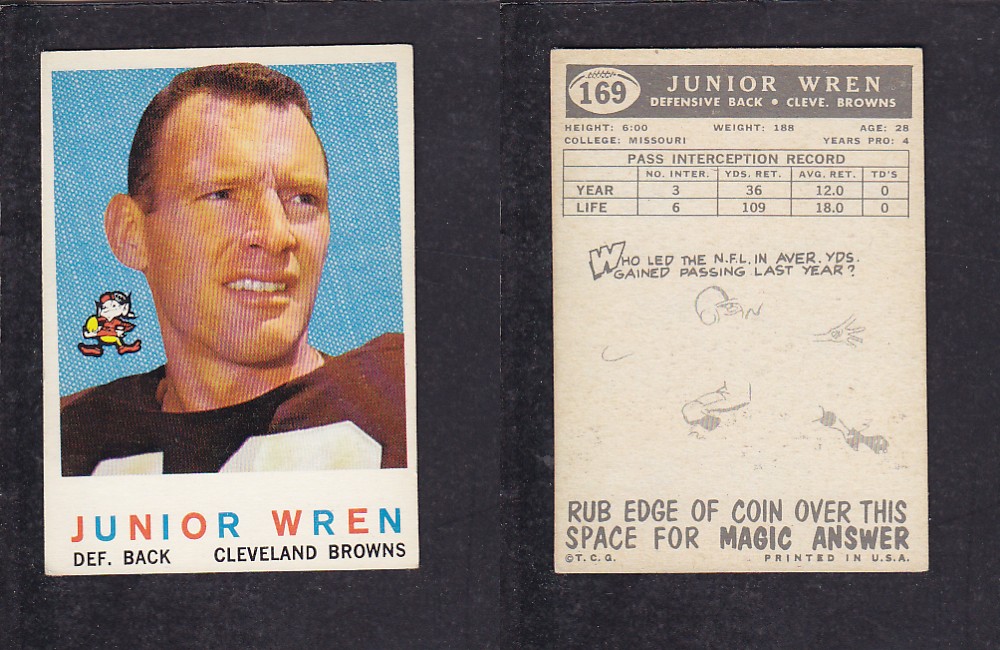 JUNIOR WREN
DEF. BACK CLEVELAND BROWNS
169
JUNIOR WREN
DEFENSIVE BACK • CLEVE. BROWNS
HEIGHT: 6:00 WEIGHT: 188 AGE: 28
COLLEGE: MISSOURI YEARS PRO: 4
PASS INTERCEPTION RECORD
NO. INTER. YDS. RET. AVG. RET. TD'S
YEAR 3 36 12.0 0
LIFE 6 109 18.0 0
WHO LED THE N.F.L. IN AVER. YDS.
GAINED PASSING LAST YEAR?
RUB EDGE OF COIN OVER THIS
SPACE FOR MAGIC ANSWER
©T.C.G. PRINTED IN U.S.A.